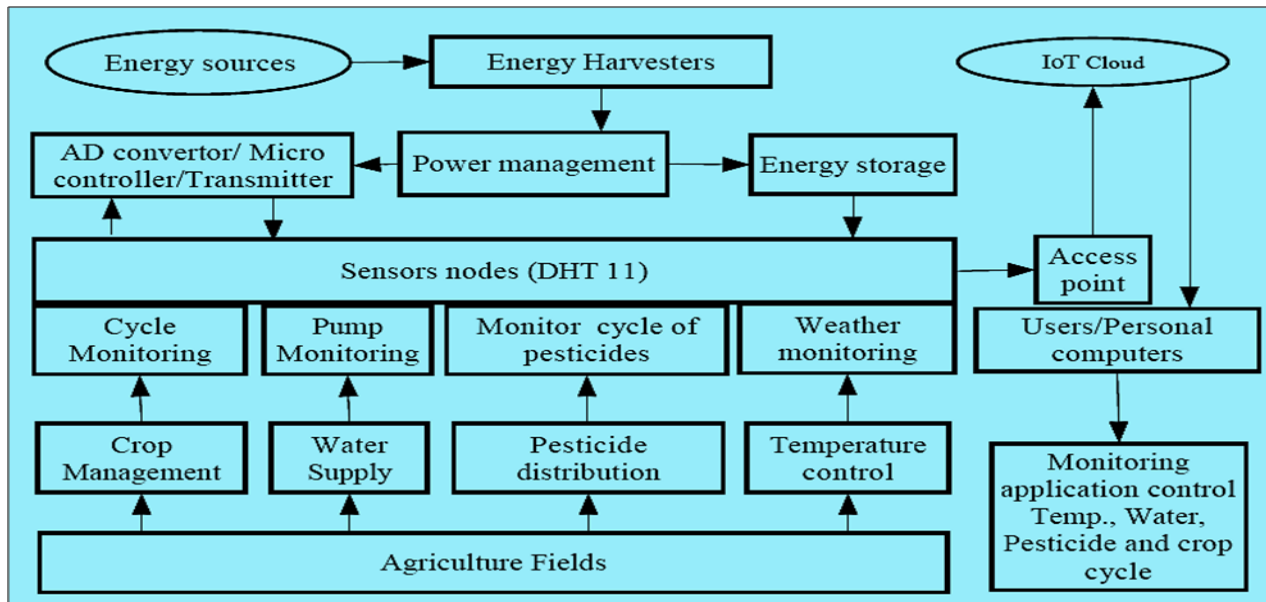 Energy sources
Energy Harvesters
IoT Cloud
AD convertor/ Micro
controller/Transmitter
Power management
Energy storage
Sensors nodes (DHT 11)
Access
point
Cycle
Monitoring
Pump
Monitoring
Monitor cycle of
pesticides
Weather
monitoring
Users/Personal
computers
Crop
Management
Water
Supply
Pesticide
distribution
Temperature
control
Monitoring
application control
Temp., Water,
Pesticide and crop
cycle
Agriculture Fields